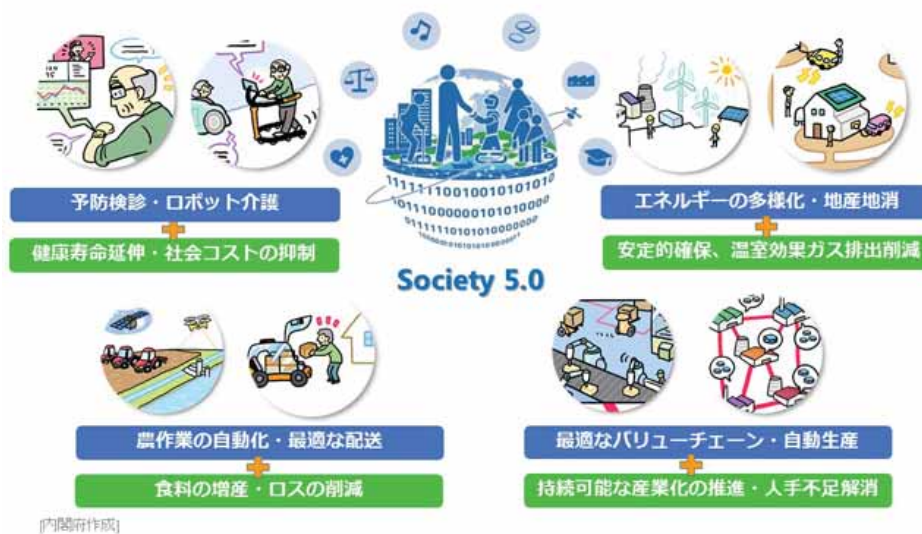 予防検診・ロボット介護
健康寿命延伸・社会コストの抑制
エネルギーの多様化・地産地消
安定的確保、温室効果ガス排出削減
1111111001001010101010
0111000000101010000
01111110101010000000
Society 5.0
農作業の自動化・最適な配送
食料の増産・ロスの削減
最適なバリューチェーン・自動生産
持続可能な産業化の推進・人手不足解消
[内閣府作成]